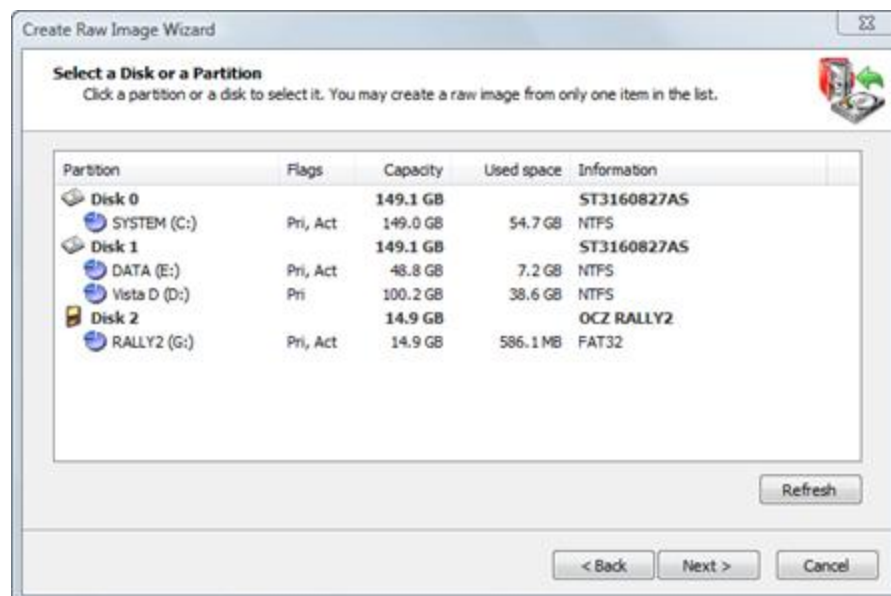 Create Raw Image Wizard
Select a Disk or a Partition
Click a partition or a disk to select it. You may create a raw image from only one item in the list.
Partition Flags Capacity Used space Information
Disk 0 149.1 GB ST3160827AS
SYSTEM (C:) Pri, Act 149.0 GB 54.7 GB NTFS
Disk 1 149.1 GB ST3160827AS
DATA (E:) Pri, Act 48.8 GB 7.2 GB NTFS
Vista D (D:) Pri 100.2 GB 38.6 GB NTFS
Disk 2 14.9 GB OCZ RALLY2
RALLY2 (G:) Pri, Act 14.9 GB 586.1 MB FAT32
Refresh
< Back Next > Cancel